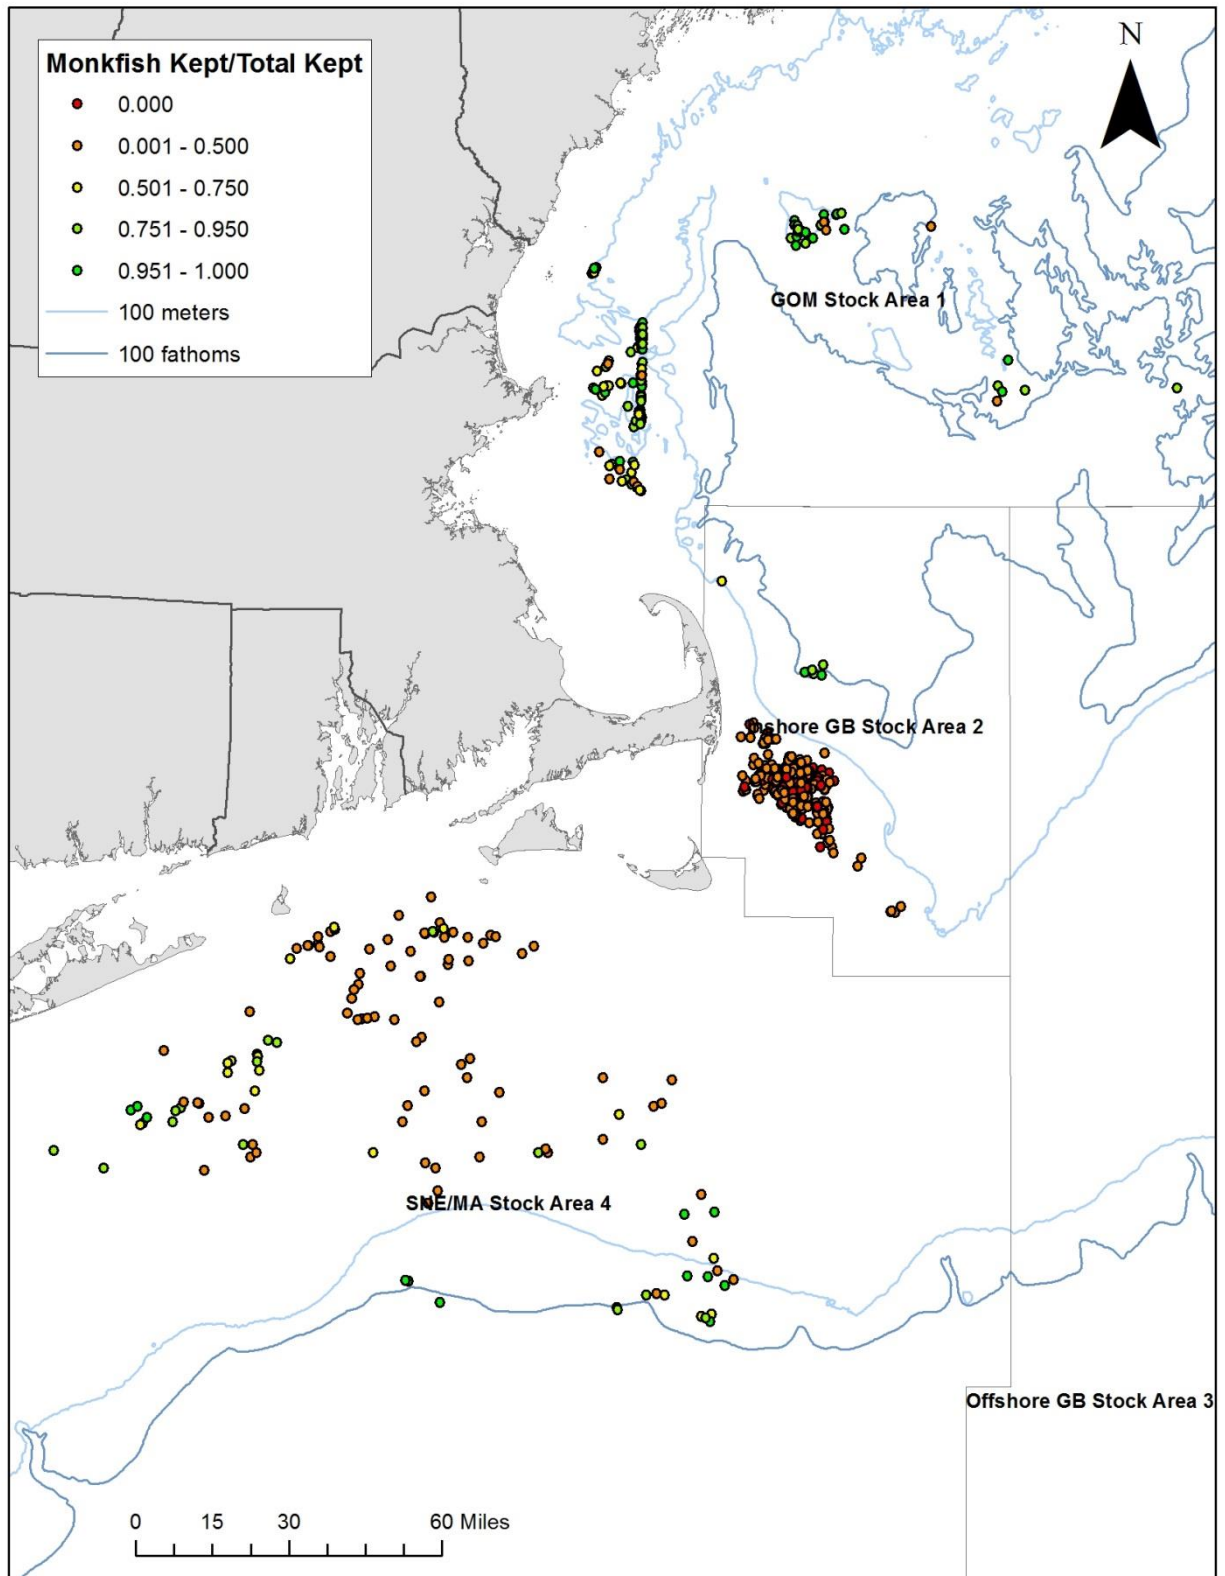 Monkfish Kept/Total Kept
0.000
0.001 - 0.500
0.501 - 0.750
0.751 - 0.950
0.951 - 1.000
100 meters
100 fathoms
N
GOM Stock Area 1
Inshore GB Stock Area 2
SNE/MA Stock Area 4
Offshore GB Stock Area 3
0 15 30 60 Miles